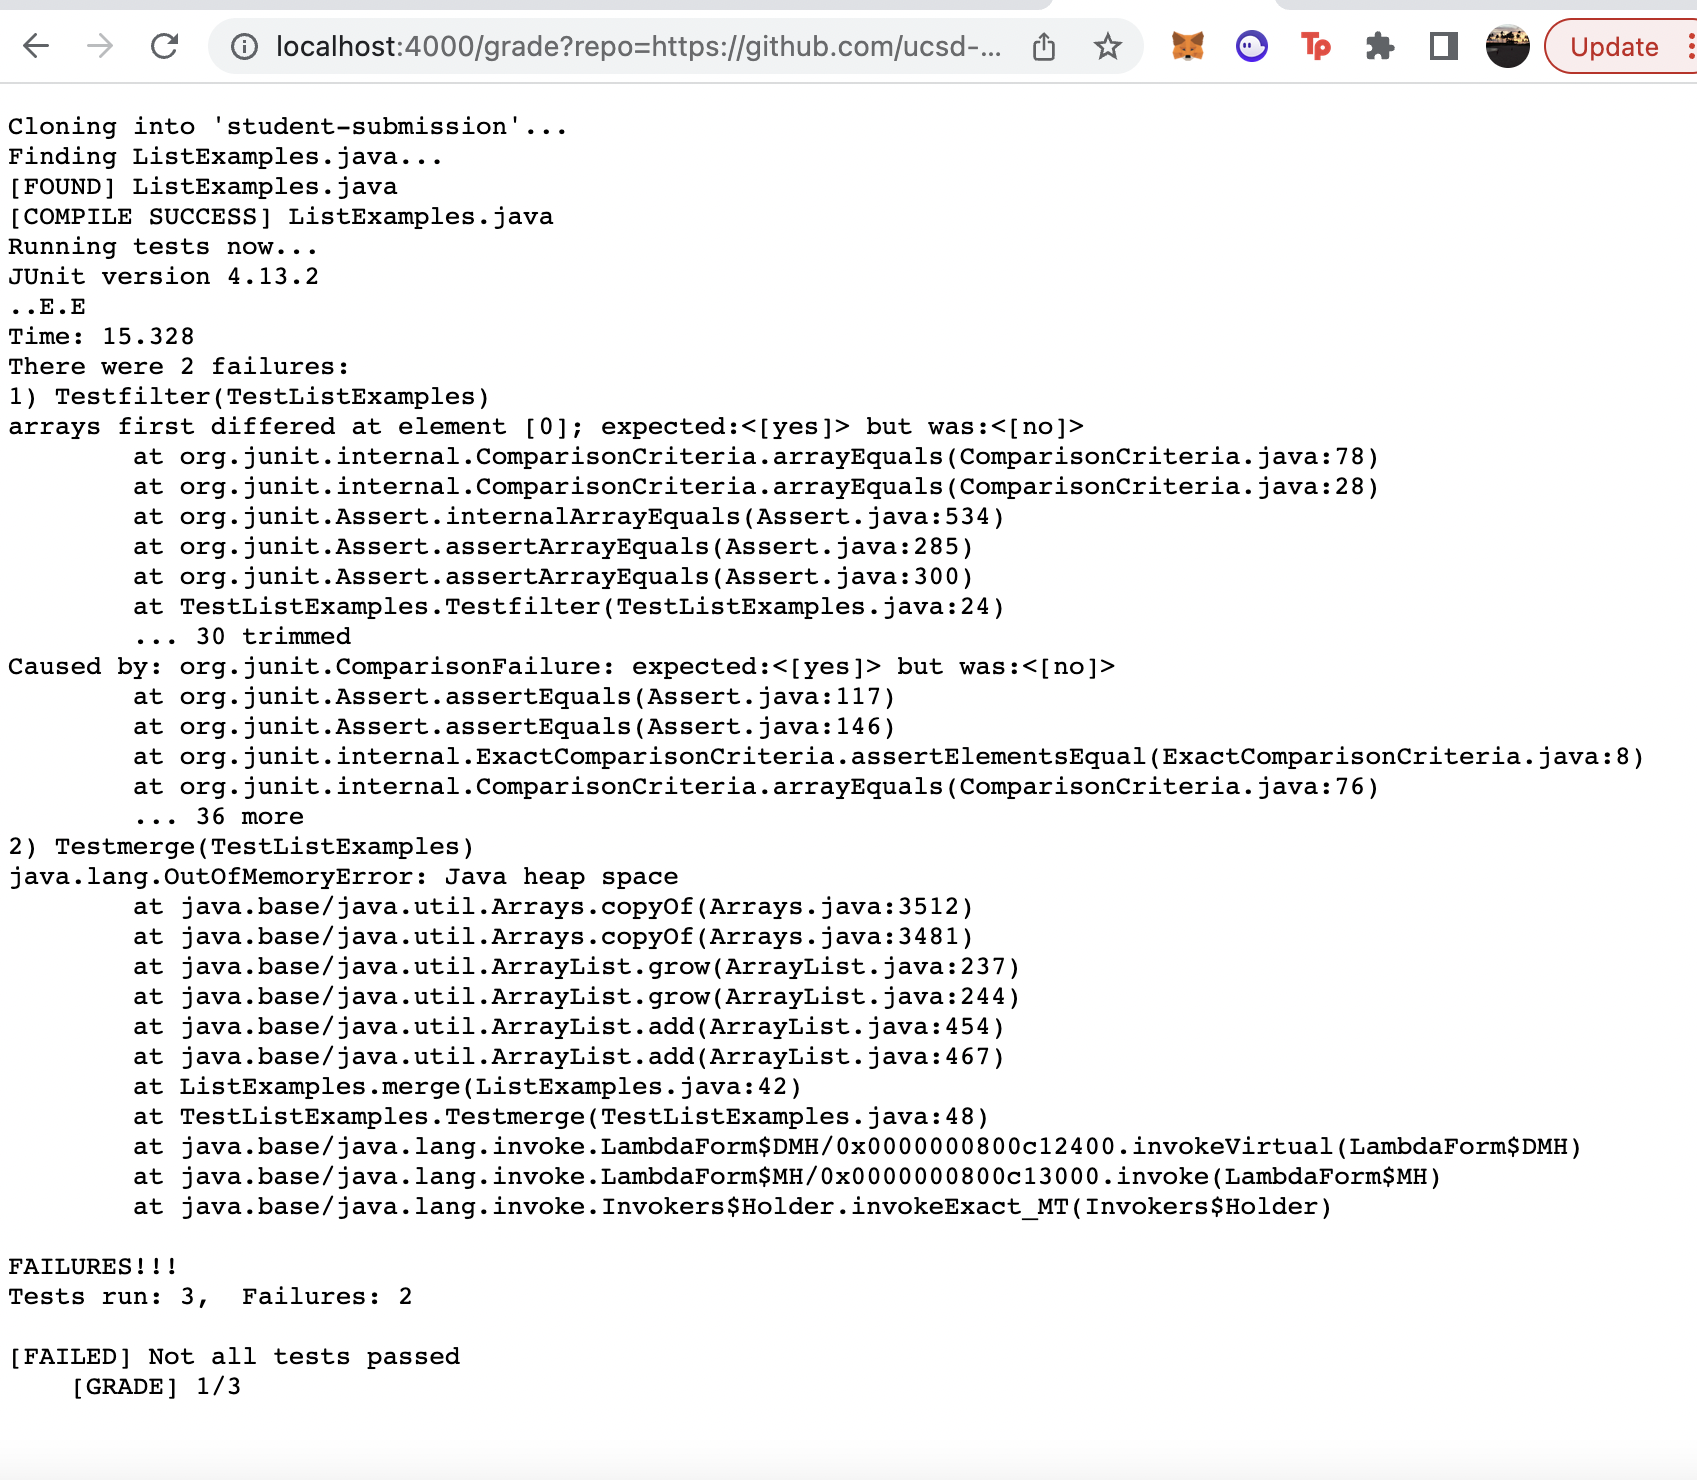 localhost:4000/grade?repo=https://github.com/ucsd-...
Tp
Update
Cloning into 'student-submission'...
Finding ListExamples.java...
[FOUND] ListExamples.java
[COMPILE SUCCESS] ListExamples.java
Running tests now...
JUnit version 4.13.2
..E.E
Time: 15.328
There were 2 failures:
1) Testfilter(TestListExamples)
arrays first differed at element [0]; expected:<[yes]> but was:<[no]>
        at org.junit.internal.ComparisonCriteria.arrayEquals(ComparisonCriteria.java:78)
        at org.junit.internal.ComparisonCriteria.arrayEquals(ComparisonCriteria.java:28)
        at org.junit.Assert.internalArrayEquals(Assert.java:534)
        at org.junit.Assert.assertArrayEquals(Assert.java:285)
        at org.junit.Assert.assertArrayEquals(Assert.java:300)
        at TestListExamples.Testfilter(TestListExamples.java:24)
        ... 30 trimmed
Caused by: org.junit.ComparisonFailure: expected:<[yes]> but was:<[no]>
        at org.junit.Assert.assertEquals(Assert.java:117)
        at org.junit.Assert.assertEquals(Assert.java:146)
        at org.junit.internal.ExactComparisonCriteria.assertElementsEqual(ExactComparisonCriteria.java:8)
        at org.junit.internal.ComparisonCriteria.arrayEquals(ComparisonCriteria.java:76)
        ... 36 more
2) Testmerge(TestListExamples)
java.lang.OutOfMemoryError: Java heap space
        at java.base/java.util.Arrays.copyOf(Arrays.java:3512)
        at java.base/java.util.Arrays.copyOf(Arrays.java:3481)
        at java.base/java.util.ArrayList.grow(ArrayList.java:237)
        at java.base/java.util.ArrayList.grow(ArrayList.java:244)
        at java.base/java.util.ArrayList.add(ArrayList.java:454)
        at java.base/java.util.ArrayList.add(ArrayList.java:467)
        at ListExamples.merge(ListExamples.java:42)
        at TestListExamples.Testmerge(TestListExamples.java:48)
        at java.base/java.lang.invoke.LambdaForm$DMH/0x0000000800c12400.invokeVirtual(LambdaForm$DMH)
        at java.base/java.lang.invoke.LambdaForm$MH/0x0000000800c13000.invoke(LambdaForm$MH)
        at java.base/java.lang.invoke.Invokers$Holder.invokeExact_MT(Invokers$Holder)
FAILURES!!!
Tests run: 3,  Failures: 2
[FAILED] Not all tests passed
    [GRADE] 1/3